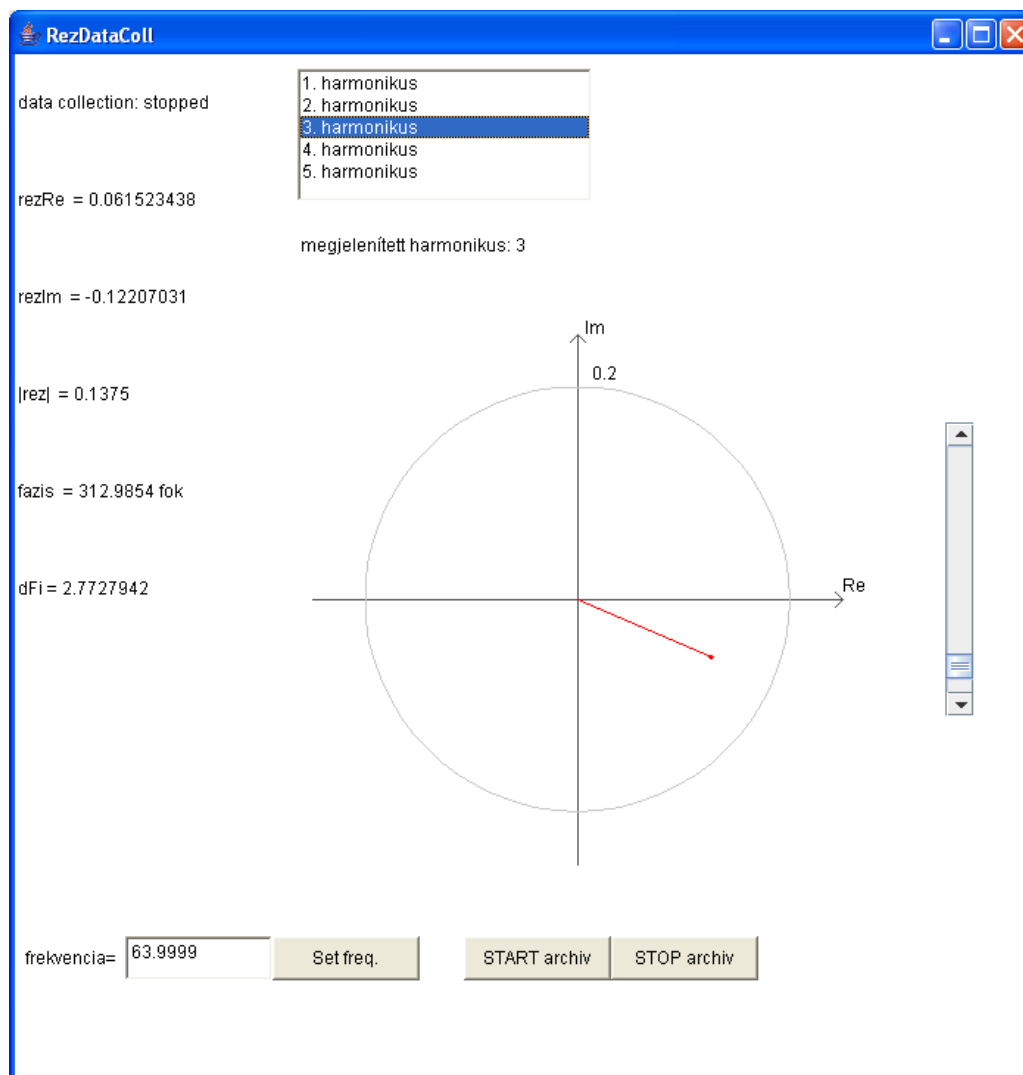 RezDataColl
data collection: stopped
1. harmonikus
2. harmonikus
3. harmonikus
4. harmonikus
5. harmonikus
rezRe = 0.061523438
megjelenített harmonikus: 3
rezIm = -0.12207031
Im
0.2
|rez| = 0.1375
fazis = 312.9854 fok
dFi = 2.7727942
Re
frekvencia= 63.9999 Set freq. START archiv STOP archiv